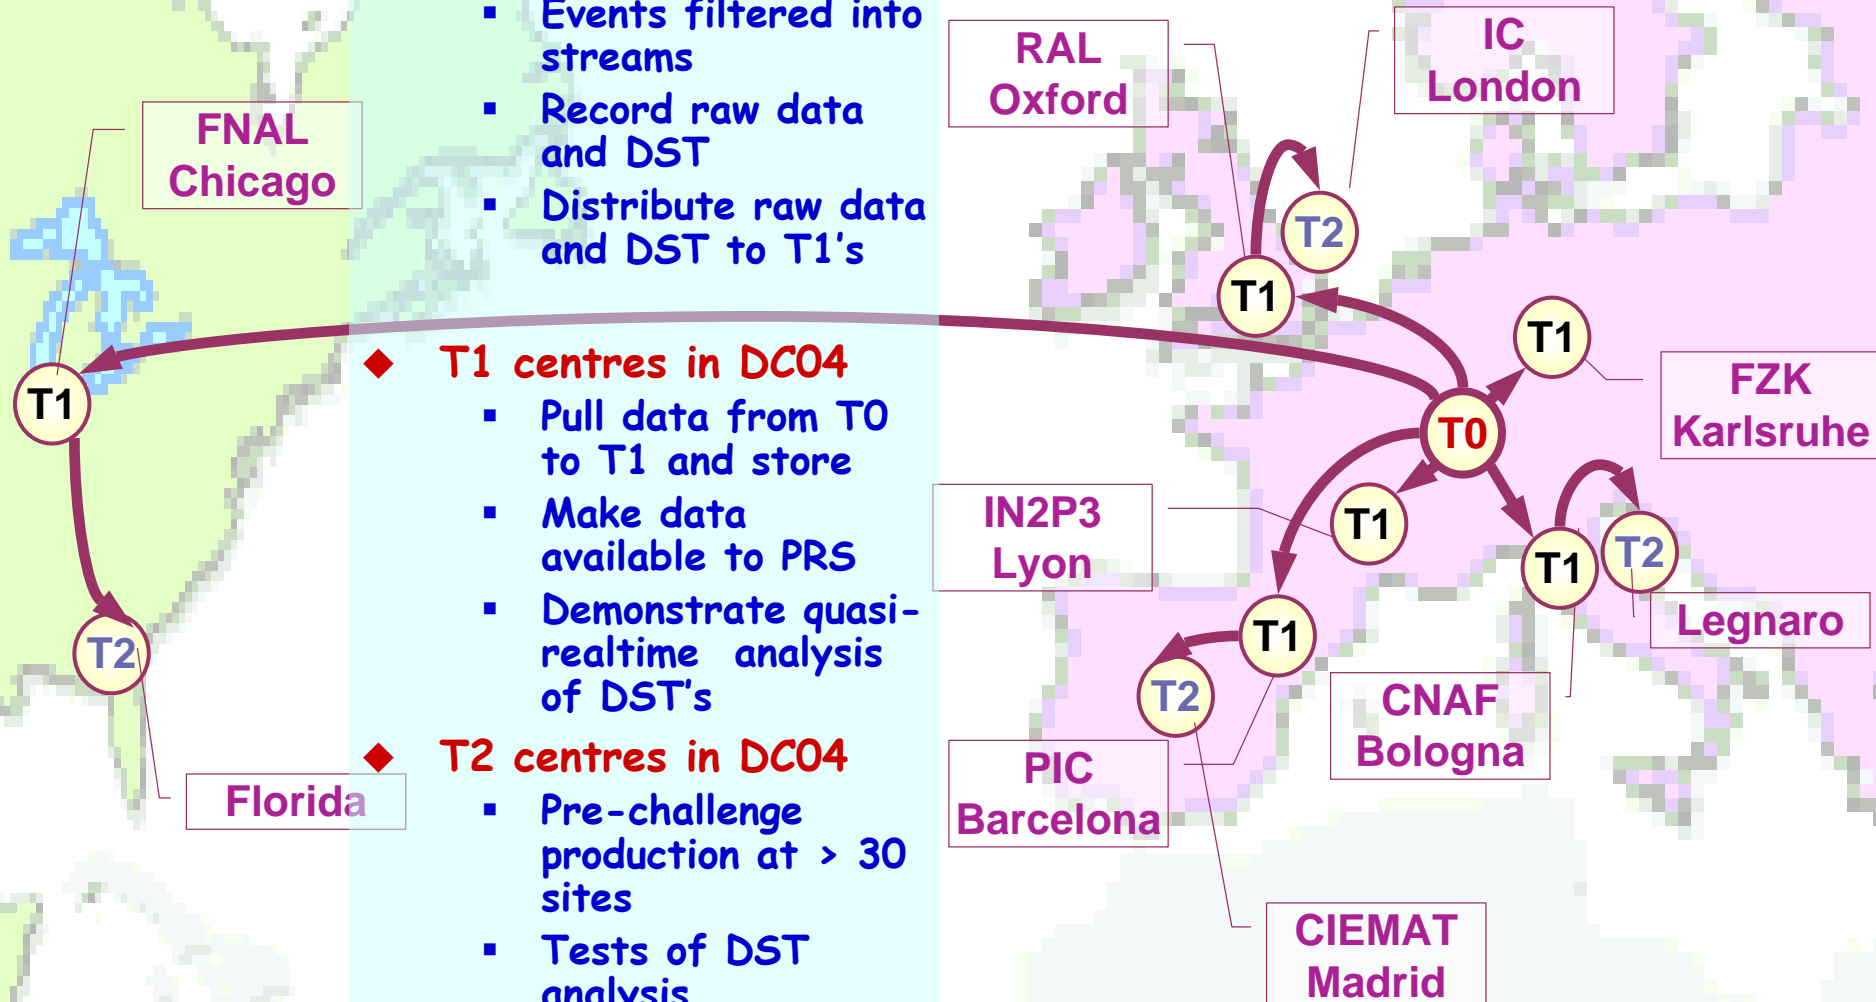 Events filtered into
streams
Record raw data
and DST
Distribute raw data
and DST to T1's
T1 centres in DC04
Pull data from T0
to T1 and store
Make data
available to PRS
Demonstrate quasi-
realtime analysis
of DST's
T2 centres in DC04
Pre-challenge
production at > 30
sites
Tests of DST
analysis
FNAL
Chicago
T1
T2
Florida
RAL
Oxford
IC
London
T2
T1
T1
FZK
Karlsruhe
T0
IN2P3
Lyon
T1
T1
T2
Legnaro
T1
T2
CNAF
Bologna
PIC
Barcelona
CIEMAT
Madrid